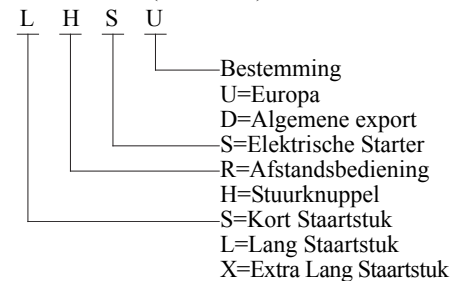 L H S U
Bestemming
U=Europa
D=Algemene export
S=Elektrische Starter
R=Afstandsbediening
H=Stuurknuppel
S=Kort Staartstuk
L=Lang Staartstuk
X=Extra Lang Staartstuk